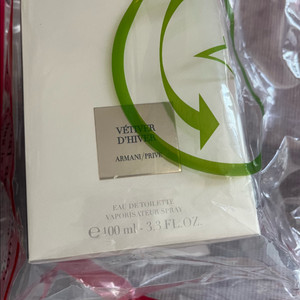 VÉTIVER
D'HIVER
ARMANI/PRIVÉ
EAU DE TOILETTE
VAPORISATEUR SPRAY
℮ 100 ml - 3.3 FL. OZ.